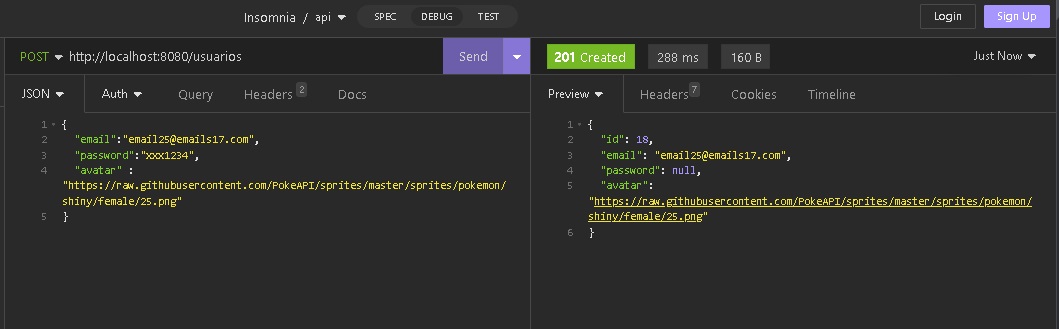 Insomnia / api SPEC DEBUG TEST Login Sign Up
POST http://localhost:8080/usuarios Send 201 Created 288 ms 160 B Just Now
JSON Auth Query Headers 2 Docs
1 {
2 "email":"email25@emails17.com",
3 "password":"xxx1234",
4 "avatar" :
"https://raw.githubusercontent.com/PokeAPI/sprites/master/sprites/pokemon/
shiny/female/25.png"
5 }
Preview Headers 7 Cookies Timeline
1 {
2 "id": 18,
3 "email": "email25@emails17.com",
4 "password": null,
5 "avatar":
"https://raw.githubusercontent.com/PokeAPI/sprites/master/sprites/pokemon/
shiny/female/25.png"
6 }